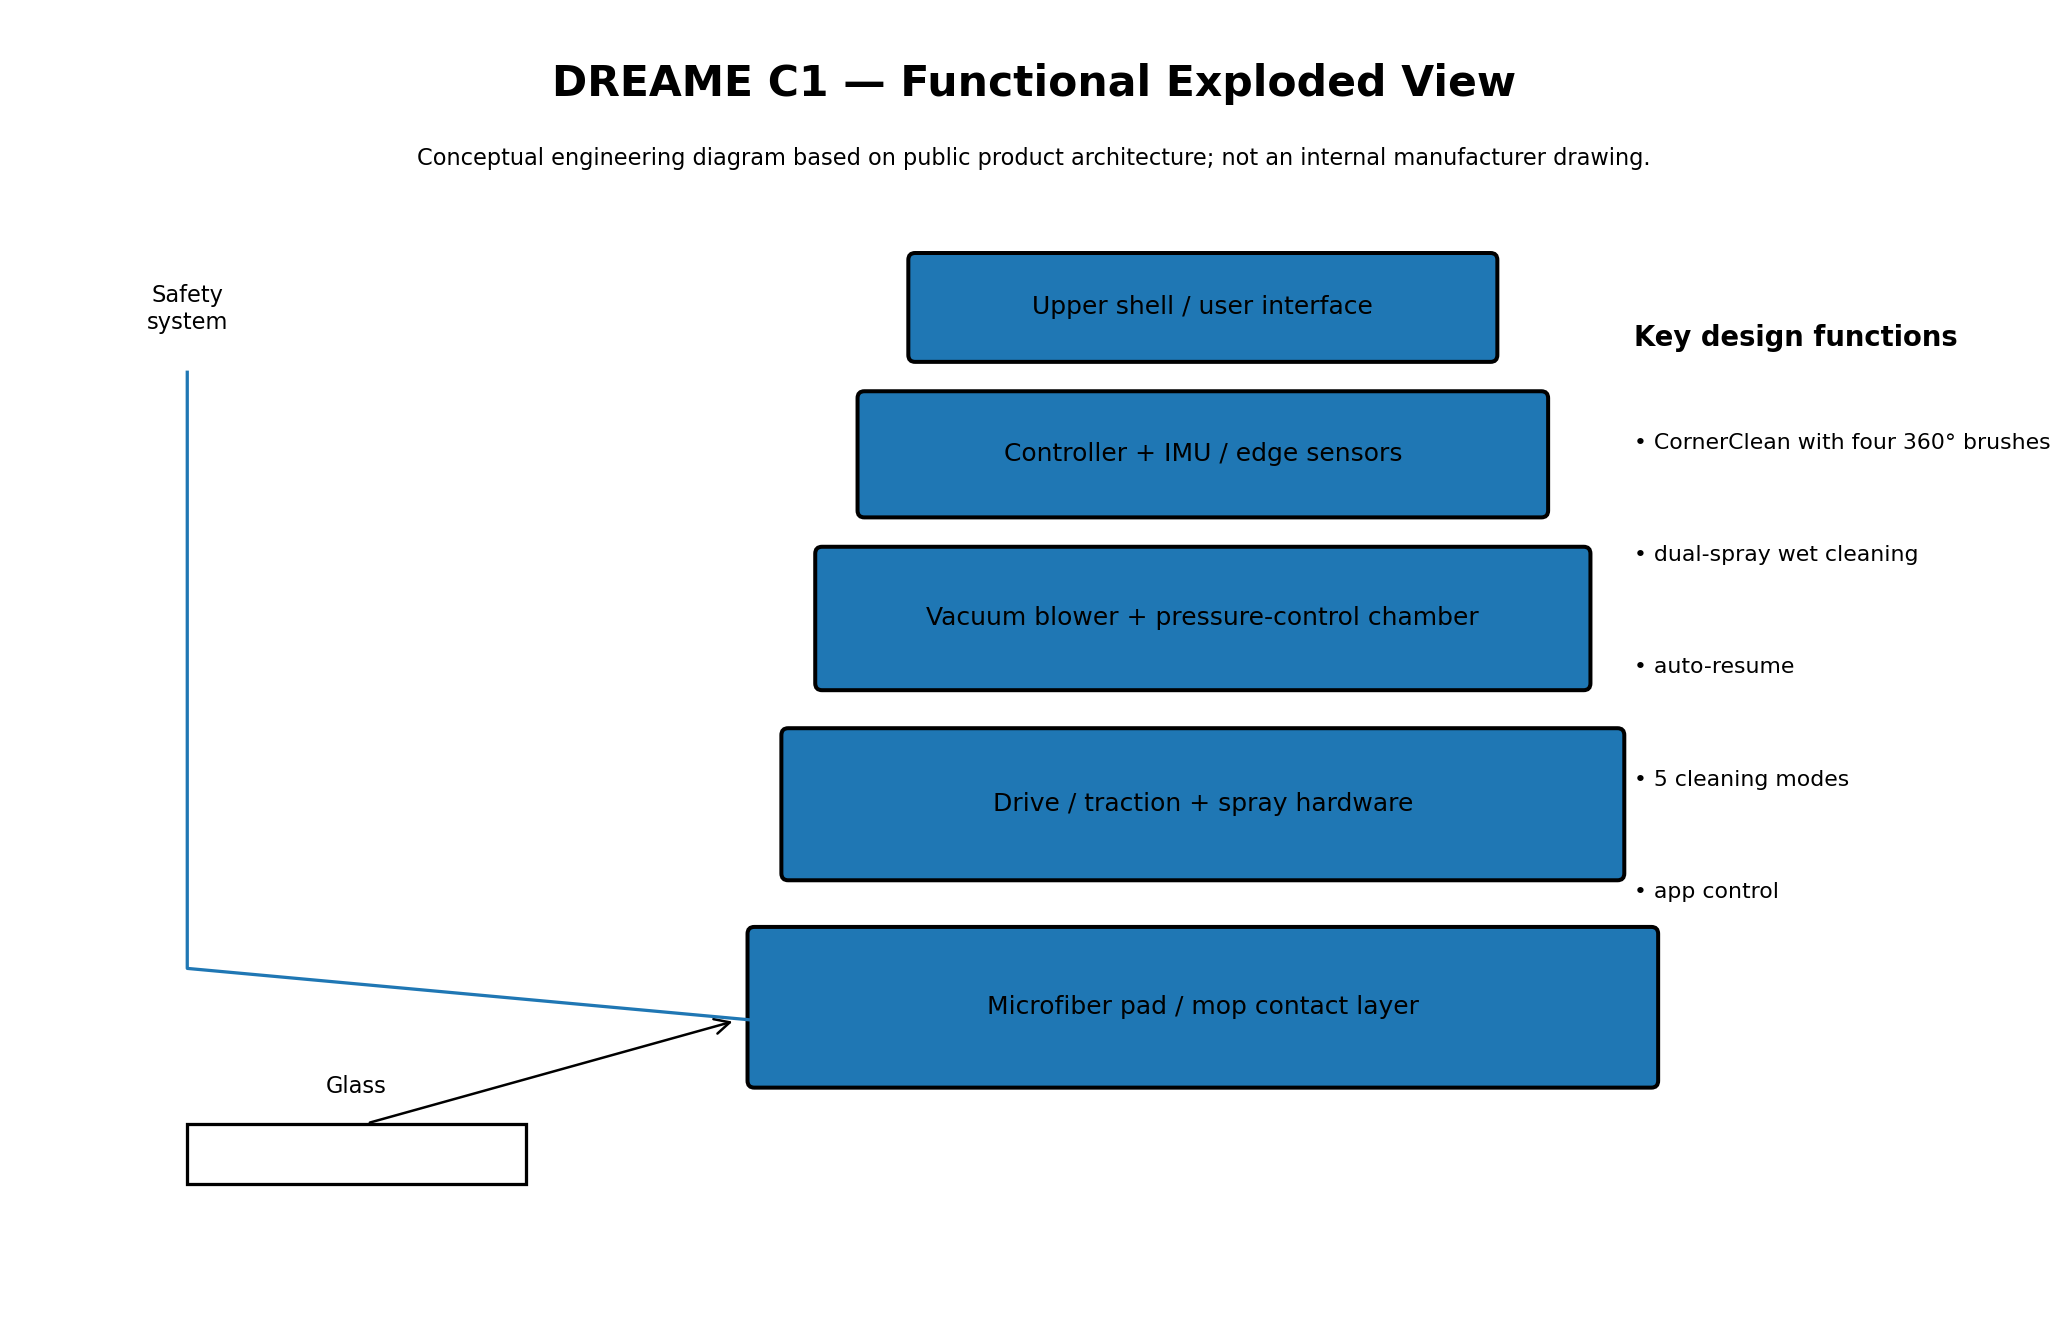 DREAME C1 — Functional Exploded View
Conceptual engineering diagram based on public product architecture; not an internal manufacturer drawing.
Safety
system
Upper shell / user interface
Controller + IMU / edge sensors
Vacuum blower + pressure-control chamber
Drive / traction + spray hardware
Microfiber pad / mop contact layer
Glass
Key design functions
• CornerClean with four 360° brushes
• dual-spray wet cleaning
• auto-resume
• 5 cleaning modes
• app control